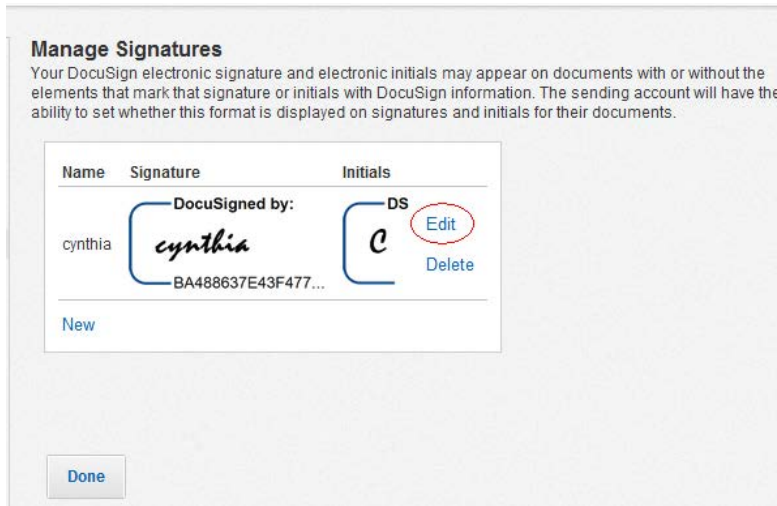 Manage Signatures
Your DocuSign electronic signature and electronic initials may appear on documents with or without the
elements that mark that signature or initials with DocuSign information. The sending account will have the
ability to set whether this format is displayed on signatures and initials for their documents.
Name Signature Initials
DocuSigned by: DS
cynthia cynthia C Edit
Delete
BA488637E43F477...
New
Done